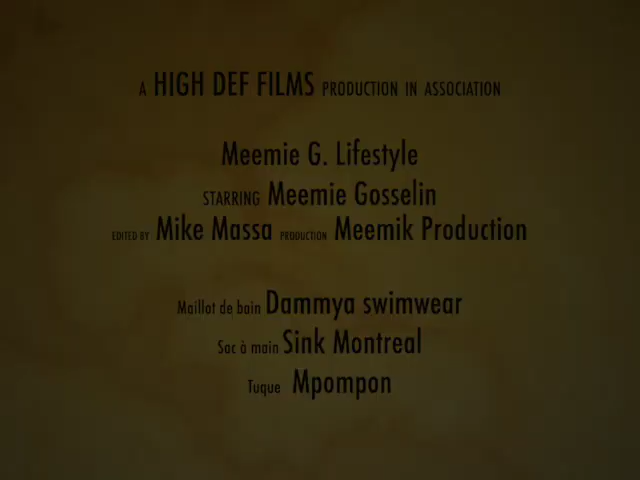 A HIGH DEF FILMS PRODUCTION IN ASSOCIATION
Meemie G. Lifestyle
STARRING Meemie Gosselin
EDITED BY Mike Massa PRODUCTION Meemik Production
Maillot de bain Dammya swimwear
Sac à main Sink Montreal
Tuque Mpompon